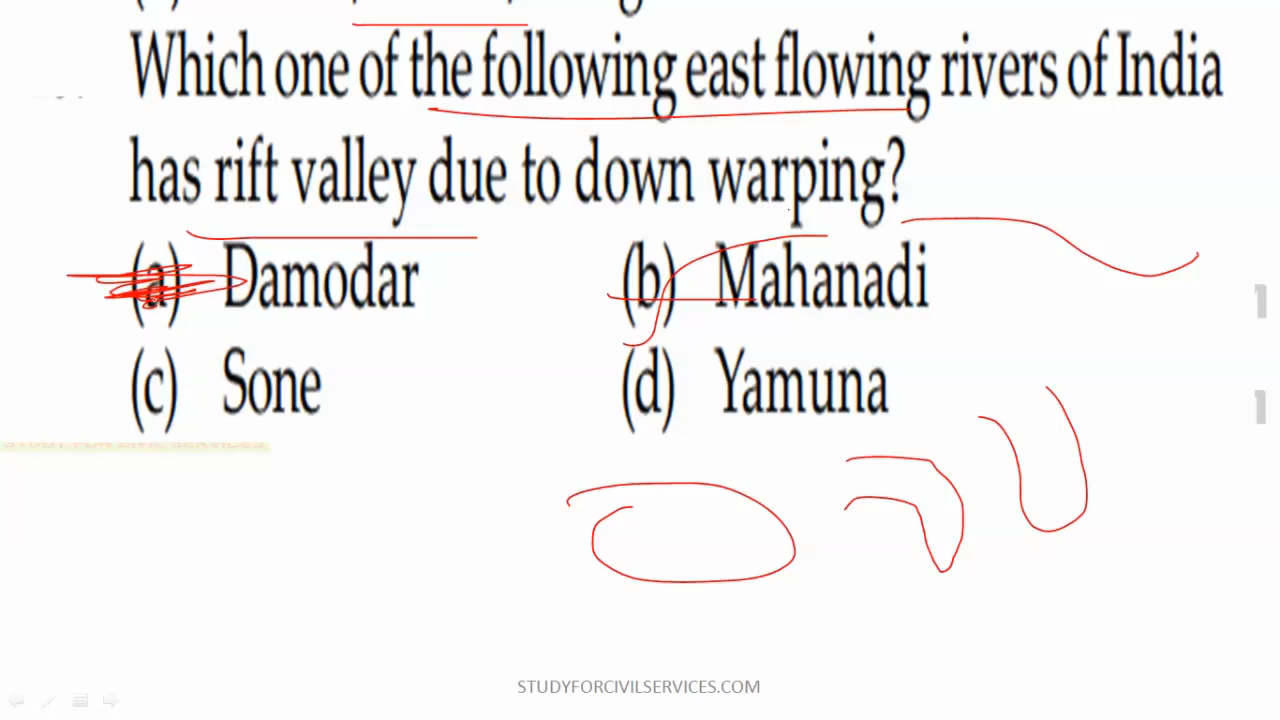 Which one of the following east flowing rivers of India
has rift valley due to down warping?
(a) Damodar (b) Mahanadi
(c) Sone (d) Yamuna
STUDYFORCIVILSERVICES.COM